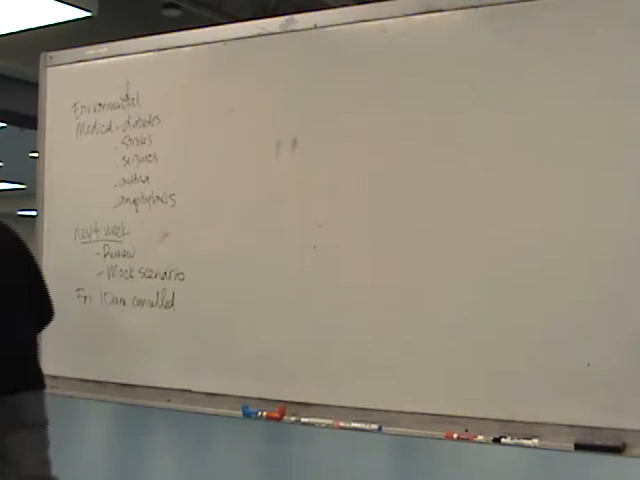 Environmental
Medical - diabetes
- strokes
- seizures
- asthma
- anaphylaxis
next week
- Review
- Mock scenario
Fri 10am cancelled